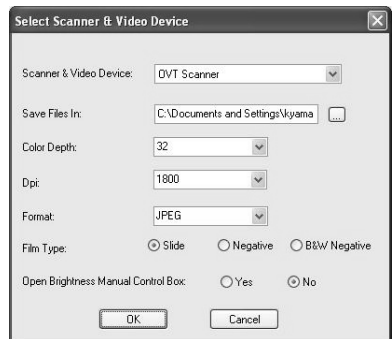 Select Scanner & Video Device
Scanner & Video Device: OVT Scanner
Save Files In: C:\Documents and Settings\kyama ...
Color Depth: 32
Dpi: 1800
Format: JPEG
Film Type: Slide Negative B&W Negative
Open Brightness Manual Control Box: Yes No
OK Cancel